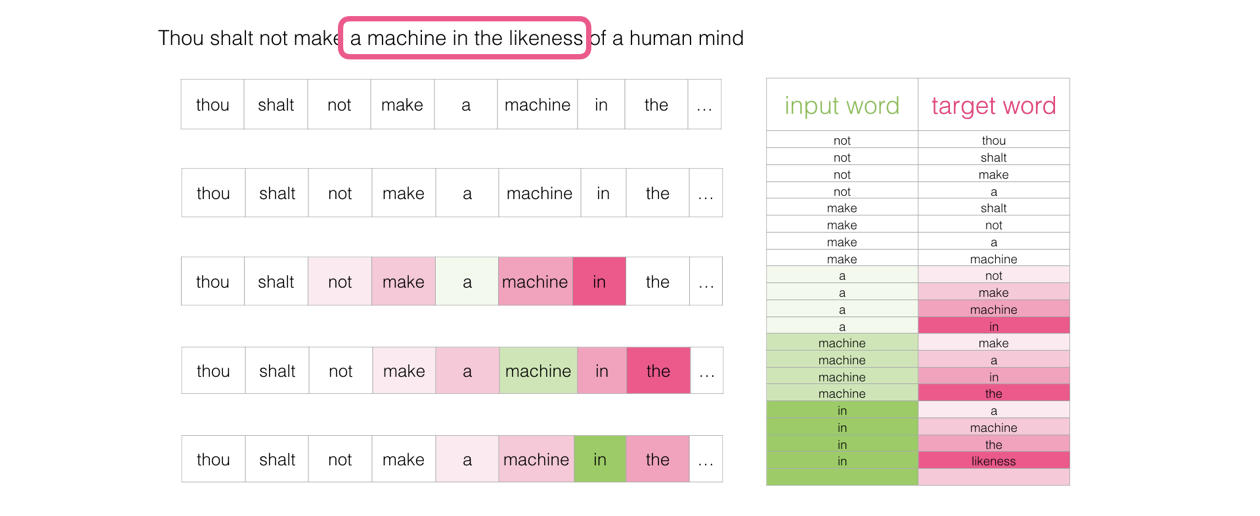 Thou shalt not make a machine in the likeness of a human mind
thou shalt not make a machine in the …
thou shalt not make a machine in the …
thou shalt not make a machine in the …
thou shalt not make a machine in the …
thou shalt not make a machine in the …
input word target word
not thou
not shalt
not make
not a
make shalt
make not
make a
make machine
a not
a make
a machine
a in
machine make
machine a
machine in
machine the
in a
in machine
in the
in likeness